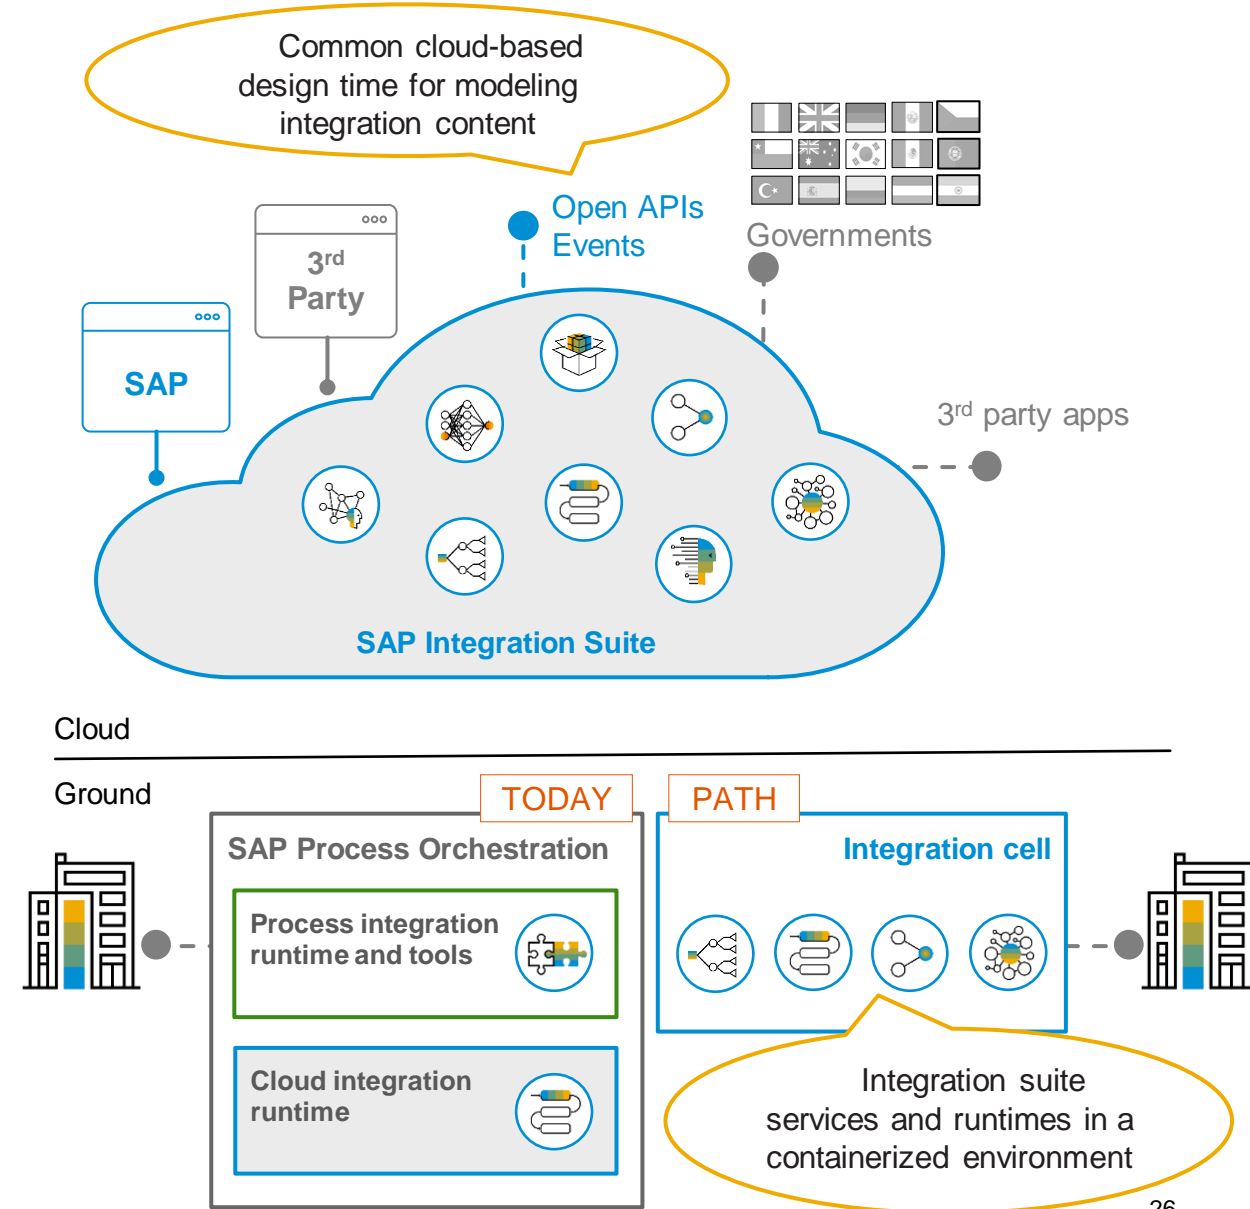 Common cloud-based
design time for modeling
integration content
Open APIs
Events
Governments
3rd
Party
SAP
3rd party apps
SAP Integration Suite
Cloud
Ground
TODAY
PATH
SAP Process Orchestration
Integration cell
Process integration
runtime and tools
Cloud integration
runtime
Integration suite
services and runtimes in a
containerized environment
26